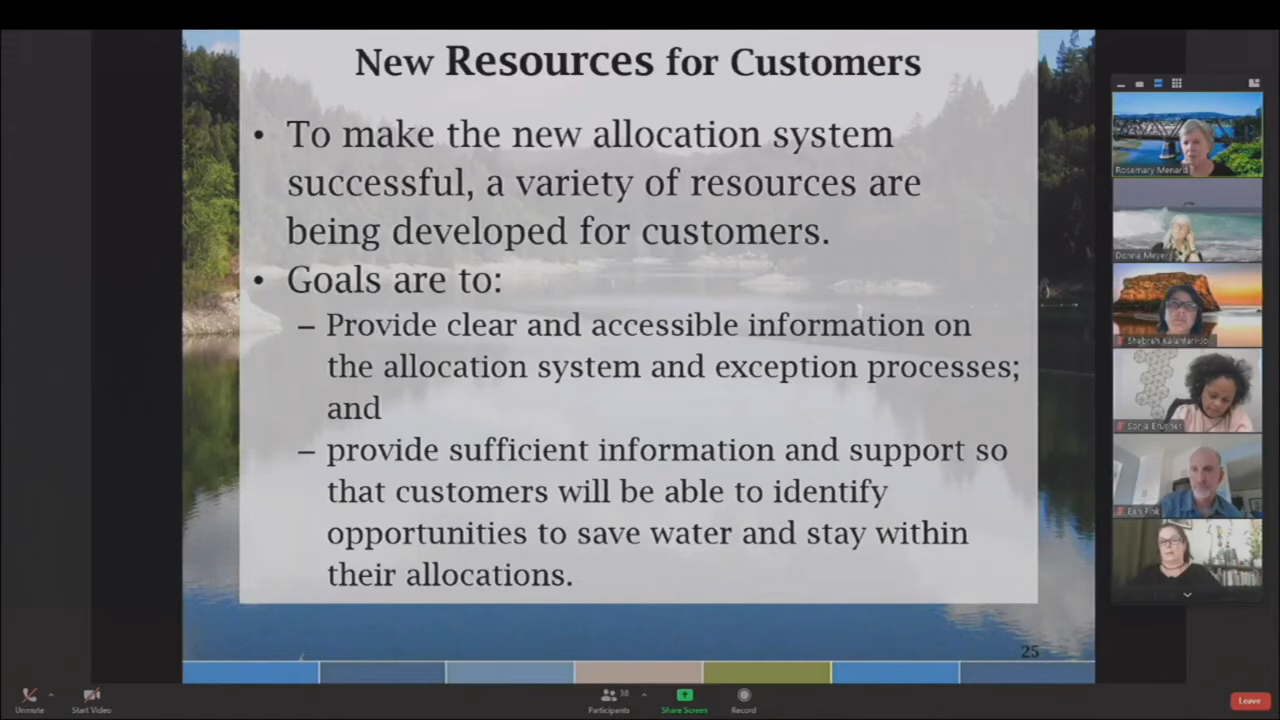 New Resources for Customers
• To make the new allocation system
successful, a variety of resources are
being developed for customers.
• Goals are to:
– Provide clear and accessible information on
the allocation system and exception processes;
and
– provide sufficient information and support so
that customers will be able to identify
opportunities to save water and stay within
their allocations.
25
Rosemary Menard
Donna Meyers
Unmute
Start Video
38
Participants
Share Screen
Record
Leave